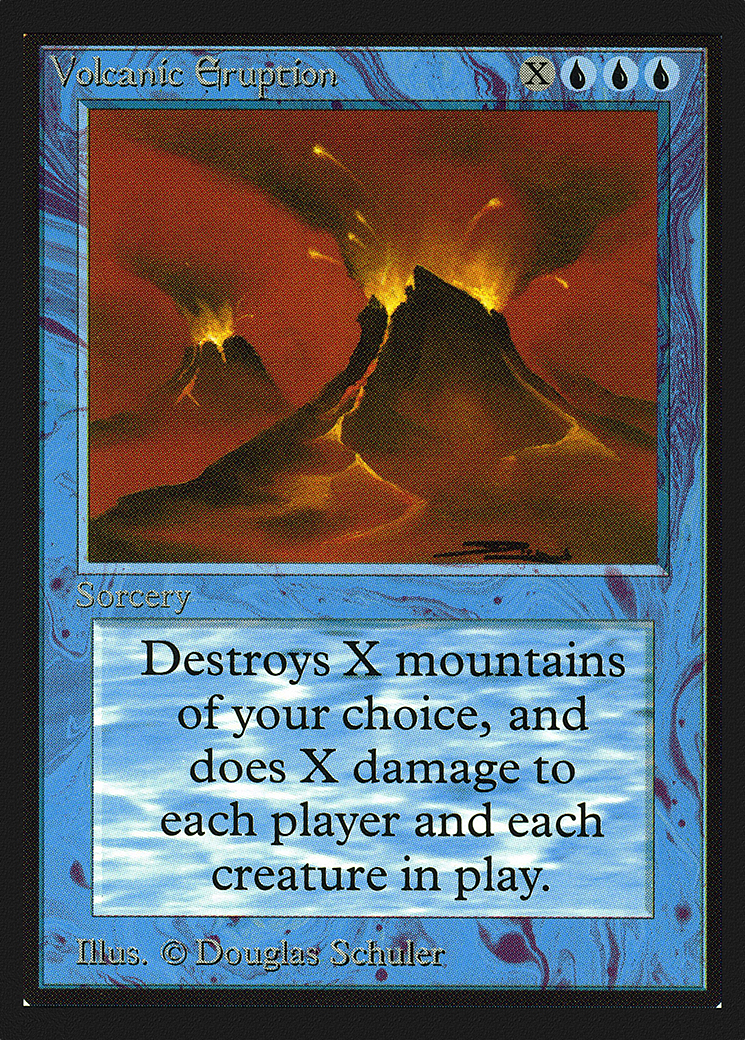 Volcanic Eruption X
Sorcery
Destroys X mountains
of your choice, and
does X damage to
each player and each
creature in play.
Illus. © Douglas Schuler